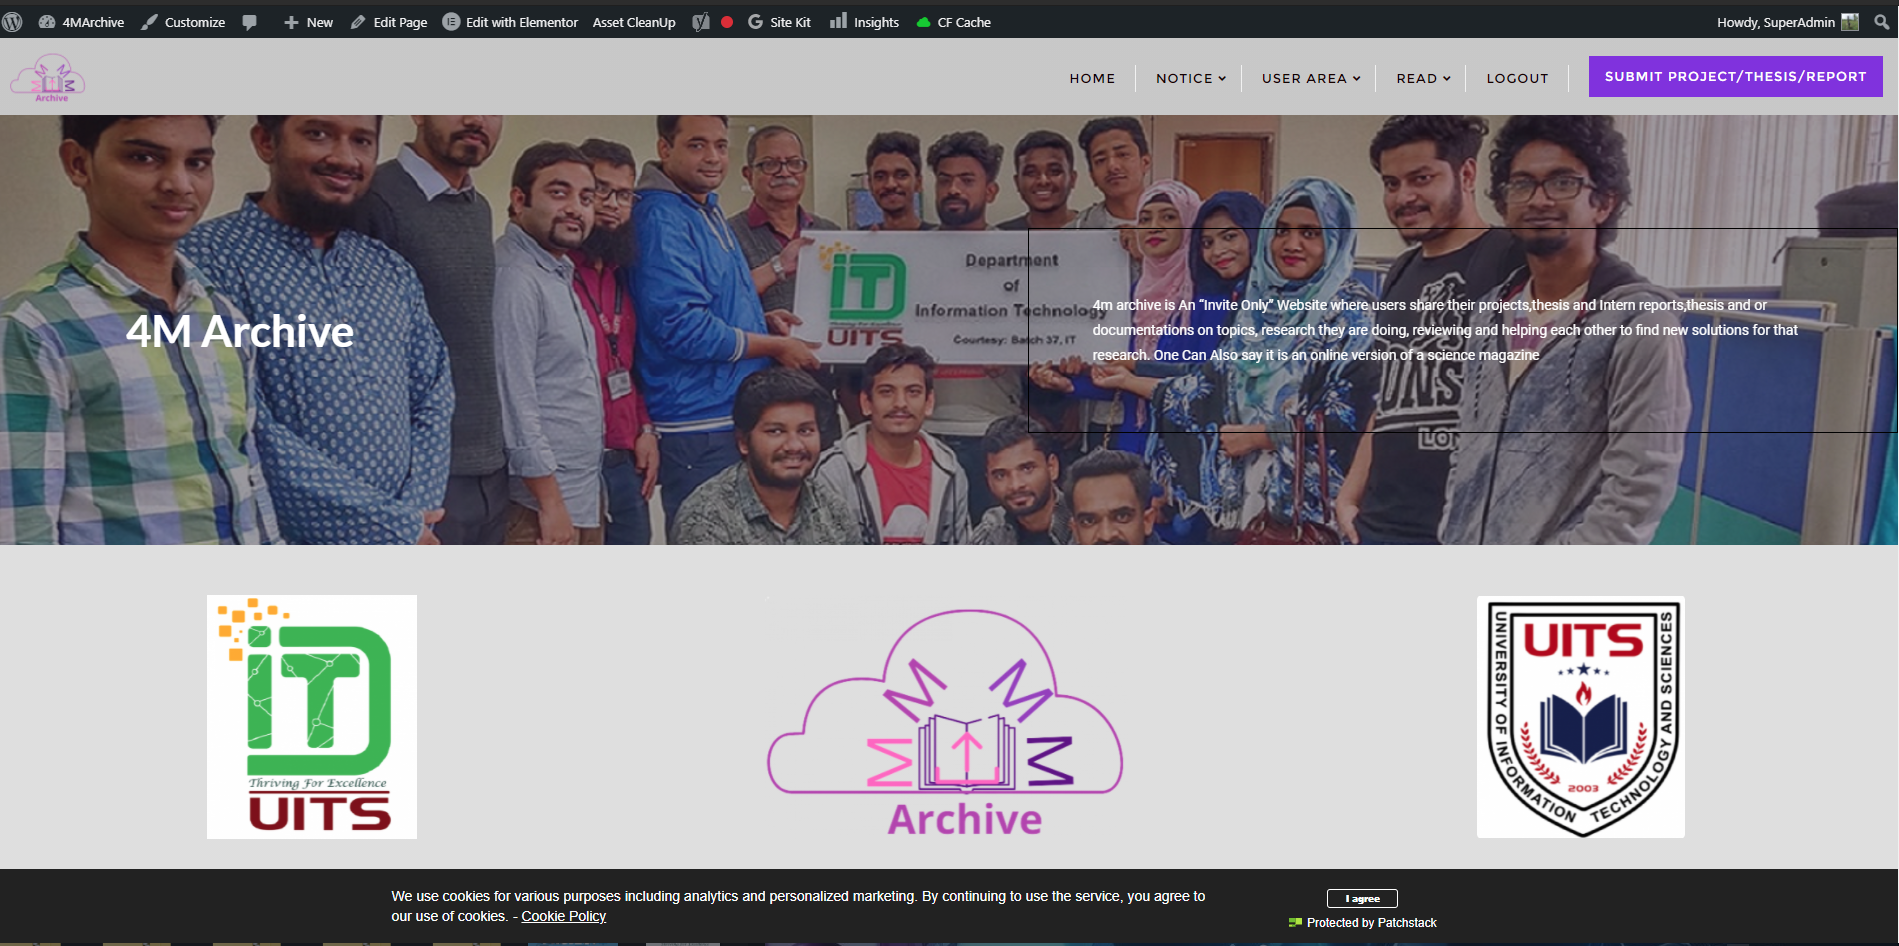 4MArchive Customize New Edit Page Edit with Elementor Asset CleanUp Site Kit Insights CF Cache Howdy, SuperAdmin
Archive
HOME NOTICE USER AREA READ LOGOUT SUBMIT PROJECT/THESIS/REPORT
iT
UITS
Department
of
Information Technology
Courtesy: Batch 37, IT
4M Archive
4m archive is An “Invite Only” Website where users share their projects,thesis and Intern reports,thesis and or
documentations on topics, research they are doing, reviewing and helping each other to find new solutions for that
research. One Can Also say it is an online version of a science magazine
iT
Thriving For Excellence
UITS
M M M M
Archive
UITS
UNIVERSITY OF INFORMATION TECHNOLOGY AND SCIENCES
2003
We use cookies for various purposes including analytics and personalized marketing. By continuing to use the service, you agree to
our use of cookies. - Cookie Policy
I agree
Protected by Patchstack